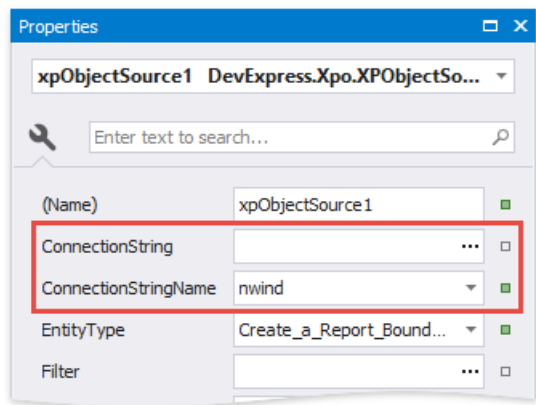 Properties
xpObjectSource1 DevExpress.Xpo.XPObjectSo...
Enter text to search...
(Name) xpObjectSource1
ConnectionString ...
ConnectionStringName nwind
EntityType Create_a_Report_Bound...
Filter ...